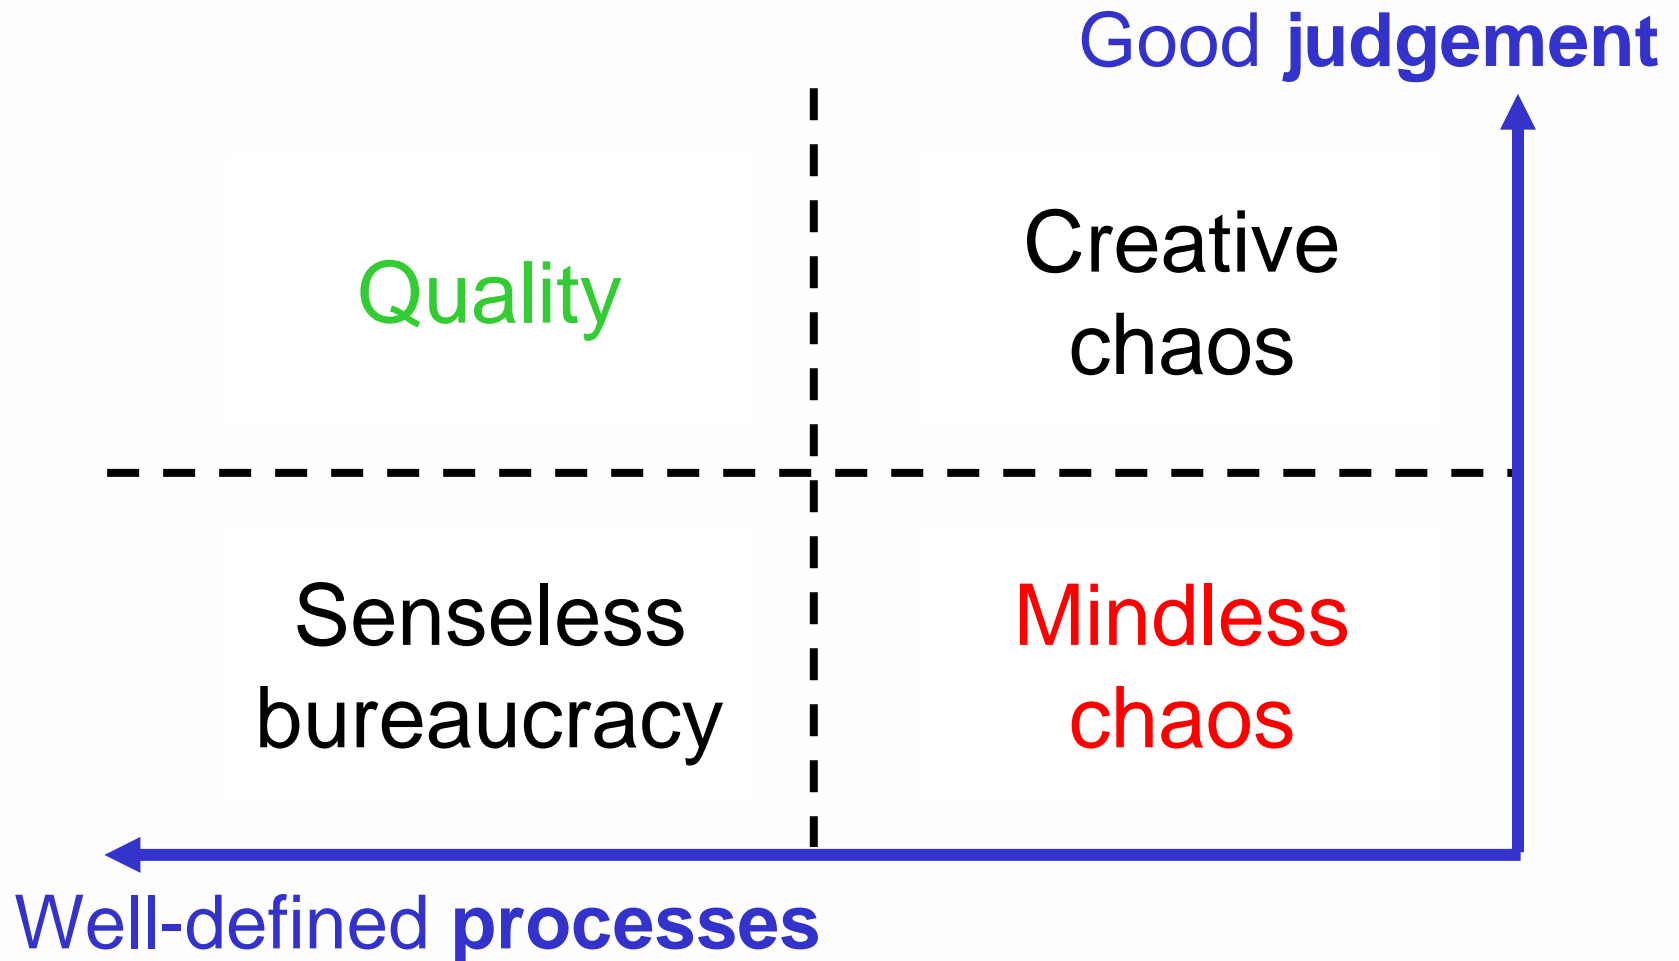 Good judgement
Quality
Creative
chaos
Senseless
bureaucracy
Mindless
chaos
Well-defined processes